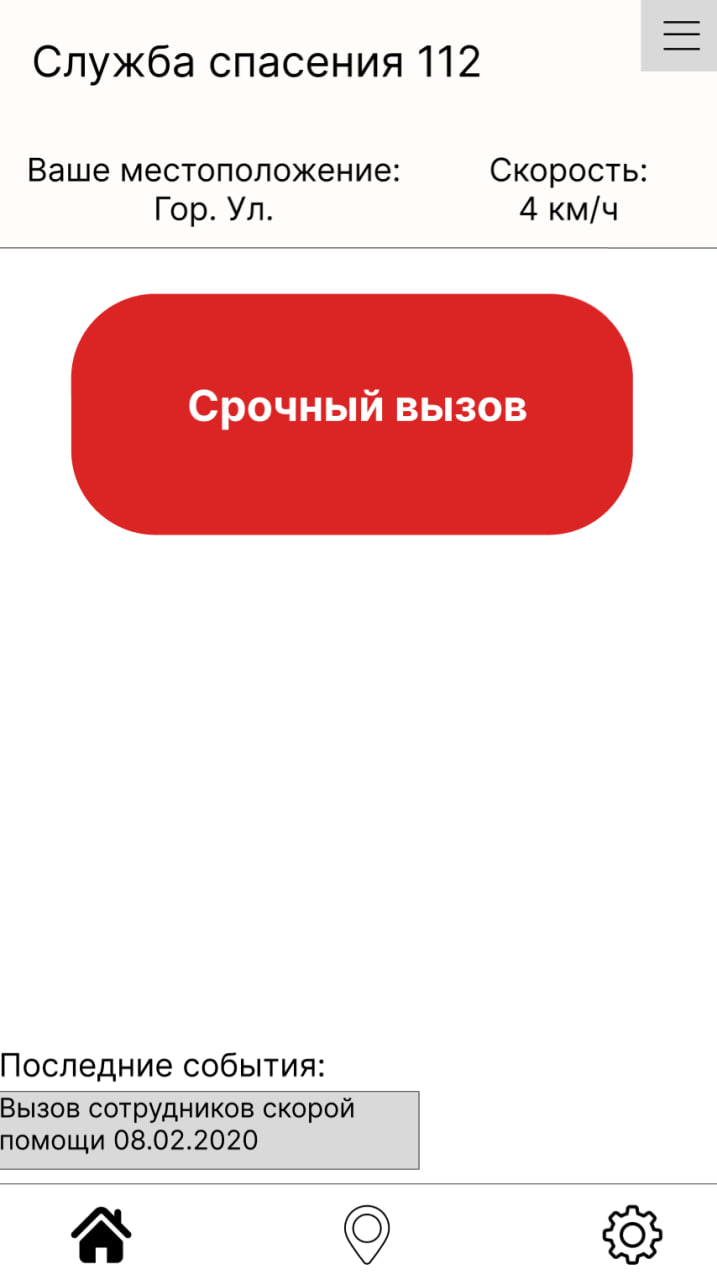 Служба спасения 112
Ваше местоположение:
Гор. Ул.
Скорость:
4 км/ч
Срочный вызов
Последние события:
Вызов сотрудников скорой
помощи 08.02.2020